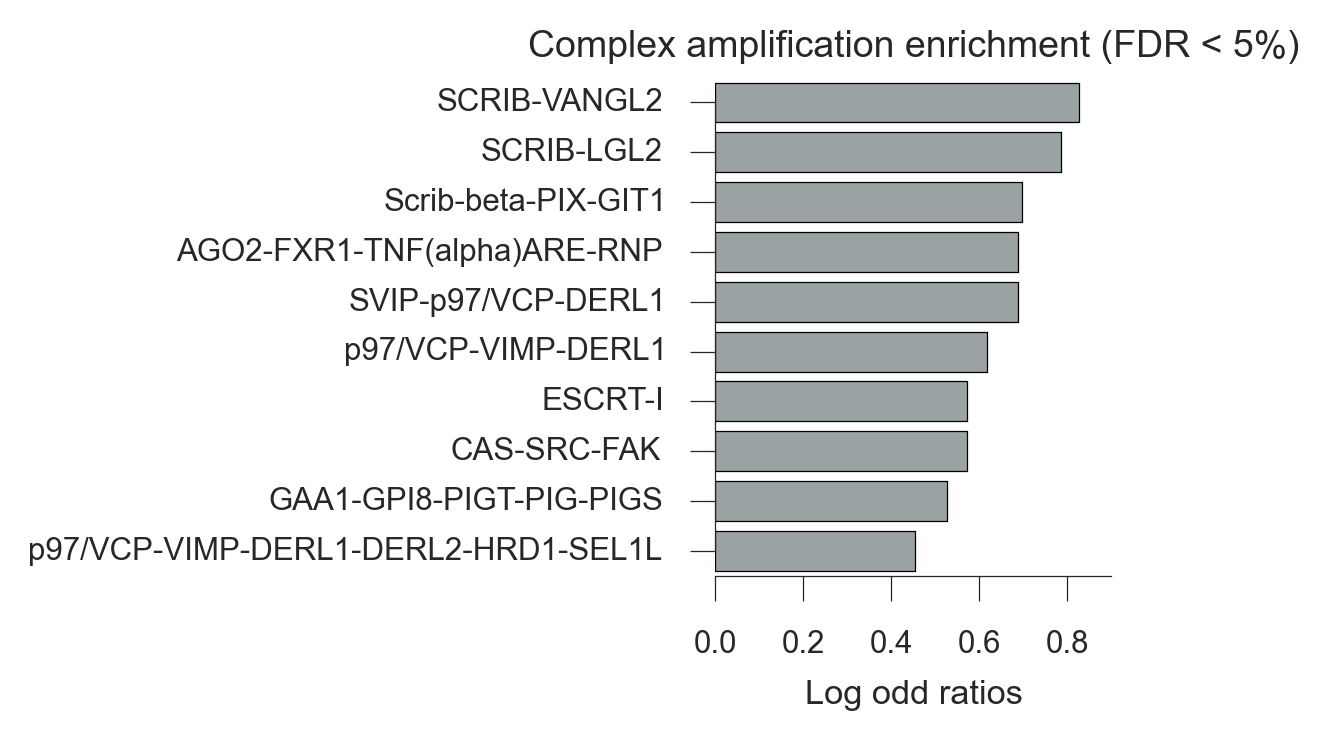 Complex amplification enrichment (FDR < 5%)
SCRIB-VANGL2
SCRIB-LGL2
Scrib-beta-PIX-GIT1
AGO2-FXR1-TNF(alpha)ARE-RNP
SVIP-p97/VCP-DERL1
p97/VCP-VIMP-DERL1
ESCRT-I
CAS-SRC-FAK
GAA1-GPI8-PIGT-PIG-PIGS
p97/VCP-VIMP-DERL1-DERL2-HRD1-SEL1L
0.0 0.2 0.4 0.6 0.8
Log odd ratios